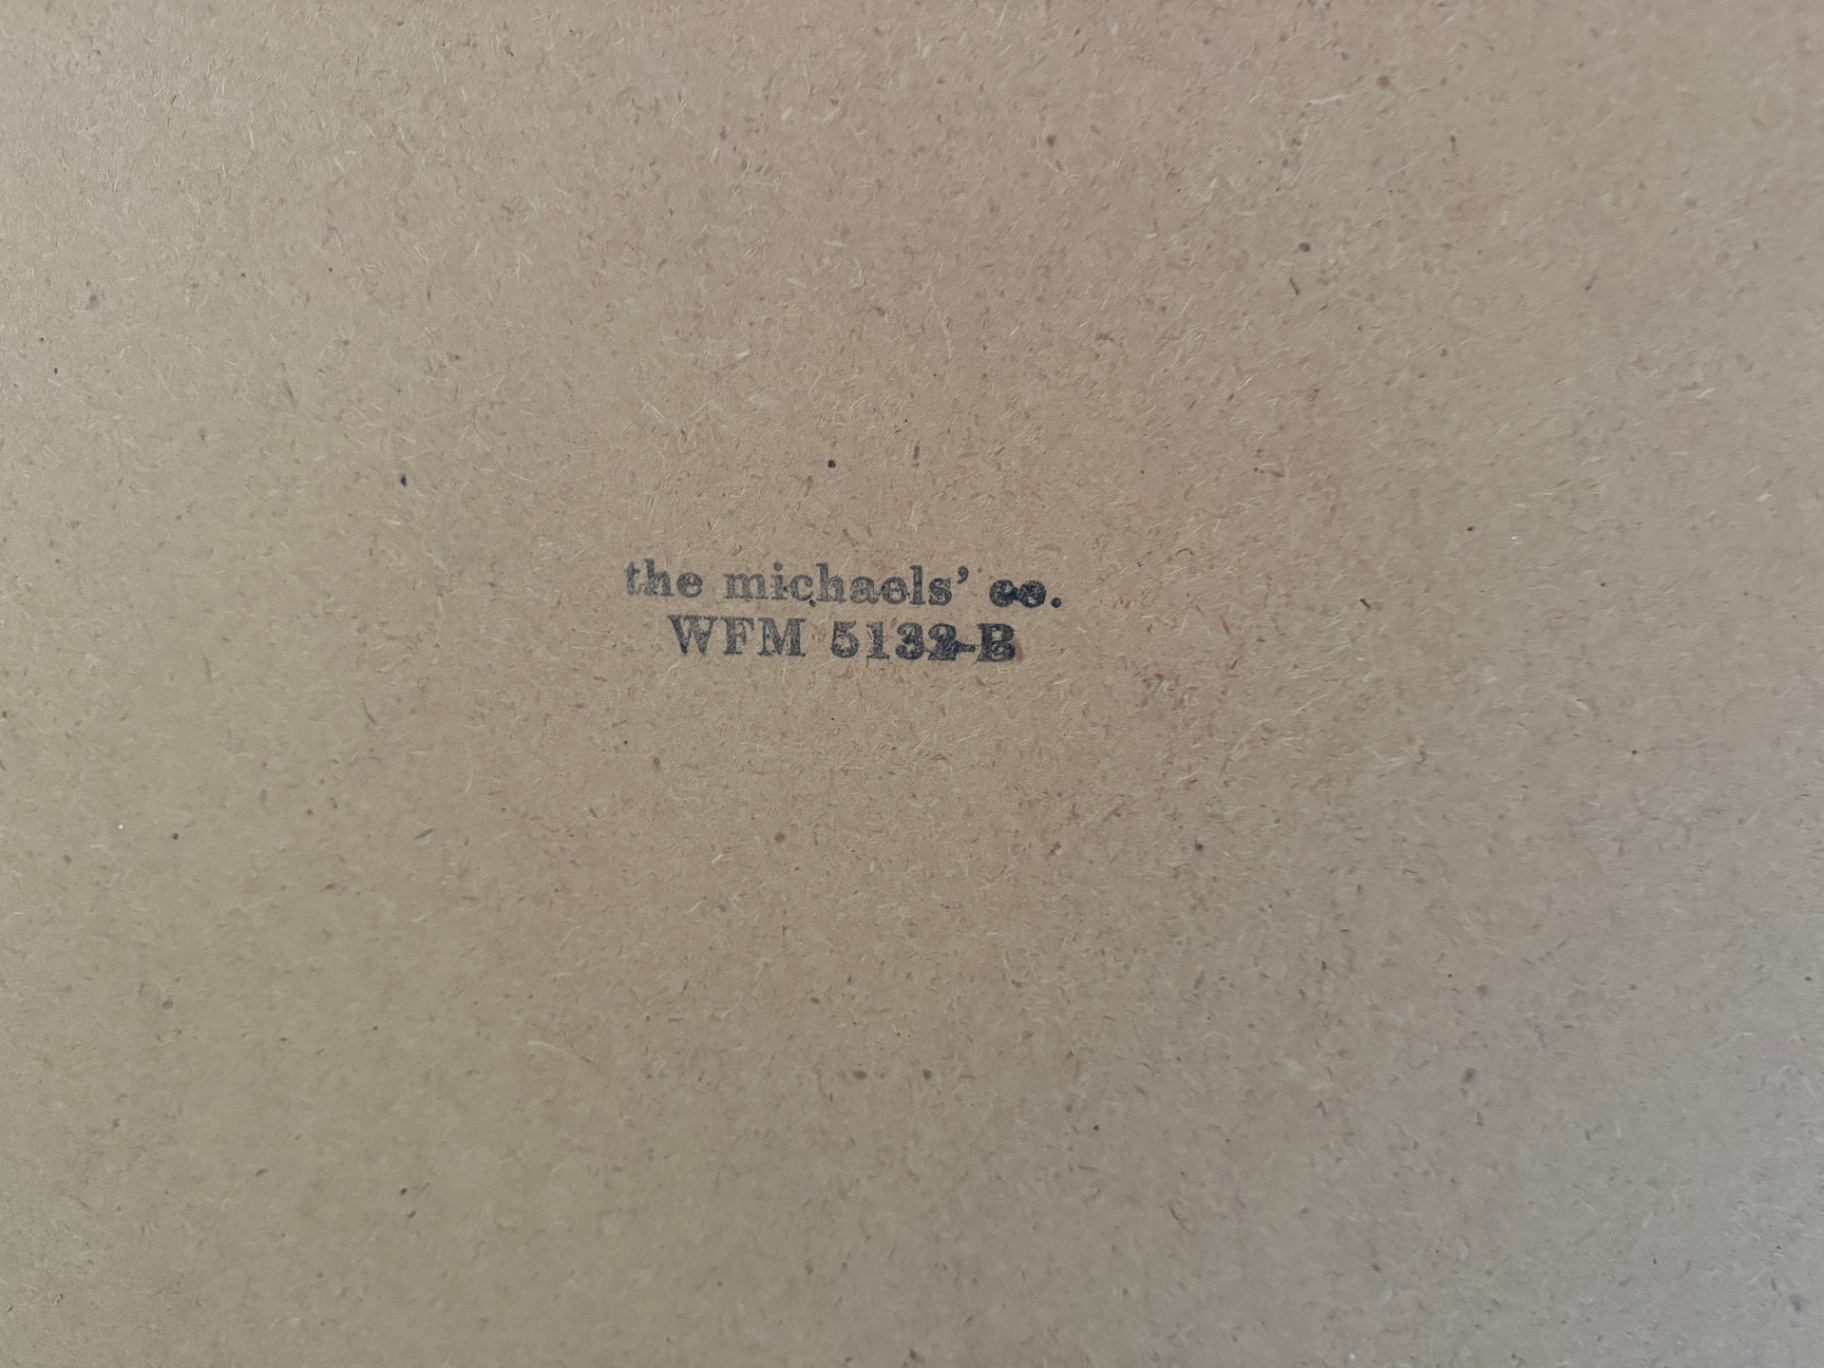 the michaels' co.
WFM 5132-B